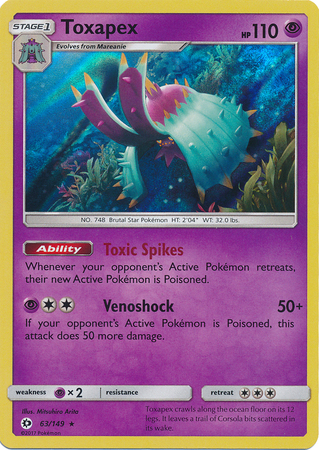 STAGE 1 Toxapex HP 110
Evolves from Mareanie
NO. 748 Brutal Star Pokémon HT: 2'04" WT: 32.0 lbs.
Ability Toxic Spikes
Whenever your opponent's Active Pokémon retreats,
their new Active Pokémon is Poisoned.
Venoshock 50+
If your opponent's Active Pokémon is Poisoned, this
attack does 50 more damage.
weakness × 2 resistance retreat
Illus. Mitsuhiro Arita
63/149 ★
©2017 Pokémon
Toxapex crawls along the ocean floor on its 12
legs. It leaves a trail of Corsola bits scattered in
its wake.